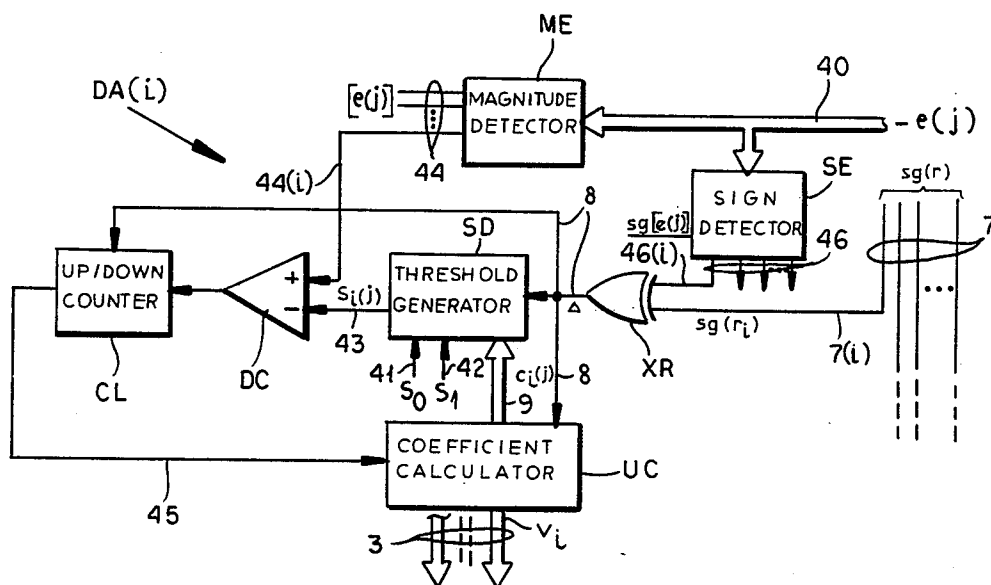 ME
DA(i)
[e(j)]
MAGNITUDE
DETECTOR
40
- e(j)
44
44(i)
sg(r)
SE
SIGN
DETECTOR
7
8
sg[e(j)]
46(i)
46
SD
UP/DOWN
COUNTER
+
-
THRESHOLD
GENERATOR
Si(j)
43
Δ
sg(ri)
7(i)
XR
CL
DC
41
42
S0
S1
ci(j)
9
8
COEFFICIENT
CALCULATOR
UC
45
3
Vi